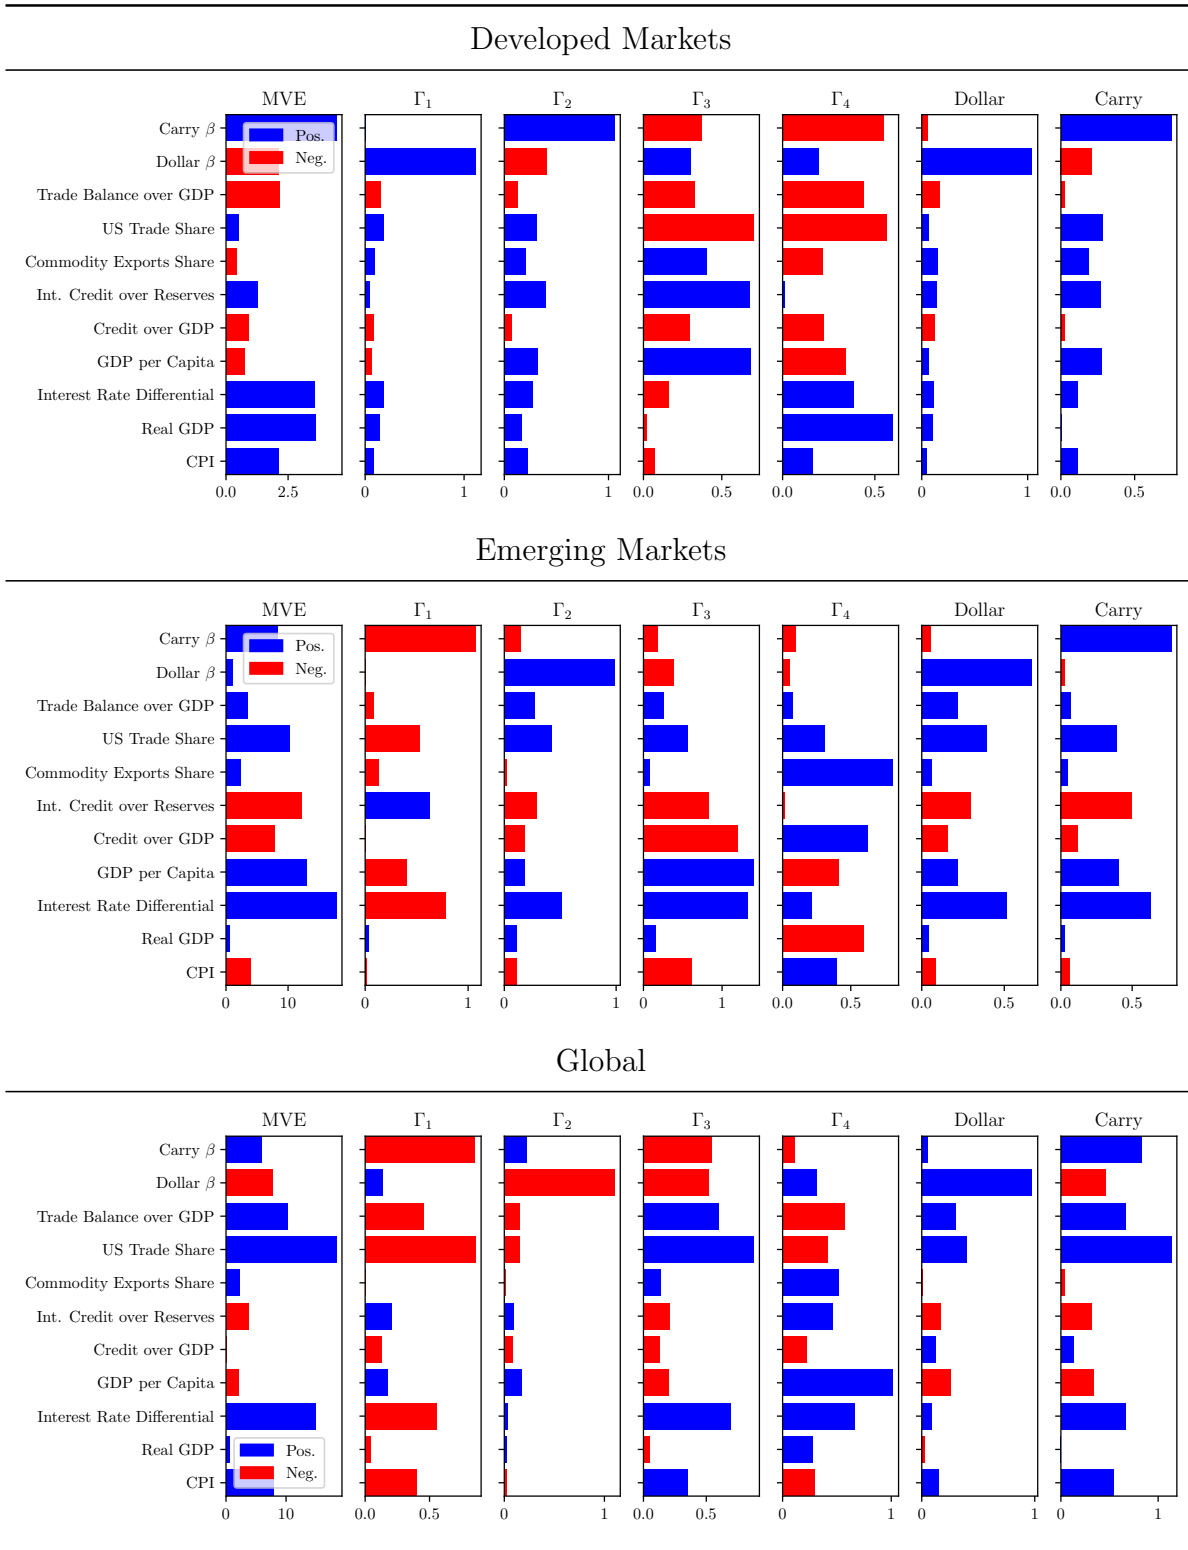 Developed Markets
MVE Γ₁ Γ₂ Γ₃ Γ₄ Dollar Carry
Carry β
Pos.
Dollar β
Neg.
Trade Balance over GDP
US Trade Share
Commodity Exports Share
Int. Credit over Reserves
Credit over GDP
GDP per Capita
Interest Rate Differential
Real GDP
CPI
0.0 2.5 0 1 0 1 0.0 0.5 0.0 0.5 0 1 0.0 0.5
Emerging Markets
MVE Γ₁ Γ₂ Γ₃ Γ₄ Dollar Carry
Carry β
Pos.
Neg.
Dollar β
Trade Balance over GDP
US Trade Share
Commodity Exports Share
Int. Credit over Reserves
Credit over GDP
GDP per Capita
Interest Rate Differential
Real GDP
CPI
0 10 0 1 0 1 0 1 0.0 0.5 0.0 0.5 0.0 0.5
Global
MVE Γ₁ Γ₂ Γ₃ Γ₄ Dollar Carry
Carry β
Dollar β
Trade Balance over GDP
US Trade Share
Commodity Exports Share
Int. Credit over Reserves
Credit over GDP
GDP per Capita
Interest Rate Differential
Real GDP
Pos.
Neg.
CPI
0 10 0.0 0.5 0 1 0.0 0.5 0 1 0 1 0 1